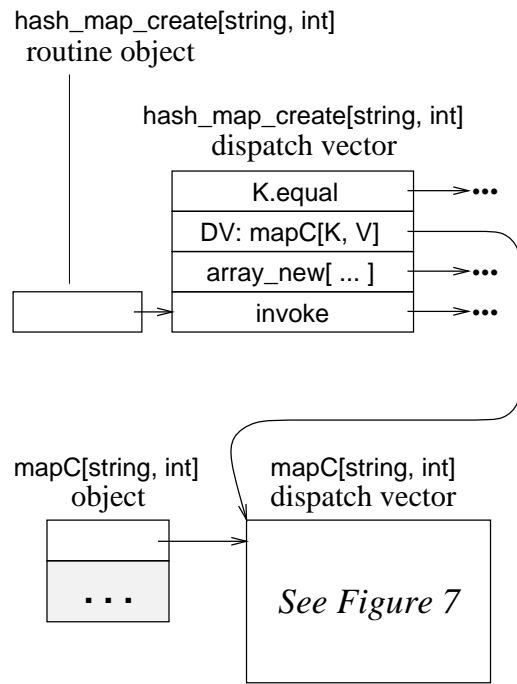 hash_map_create[string, int]
routine object
hash_map_create[string, int]
dispatch vector
K.equal
DV: mapC[K, V]
array_new[ ... ]
invoke
mapC[string, int]
object
. . .
mapC[string, int]
dispatch vector
See Figure 7